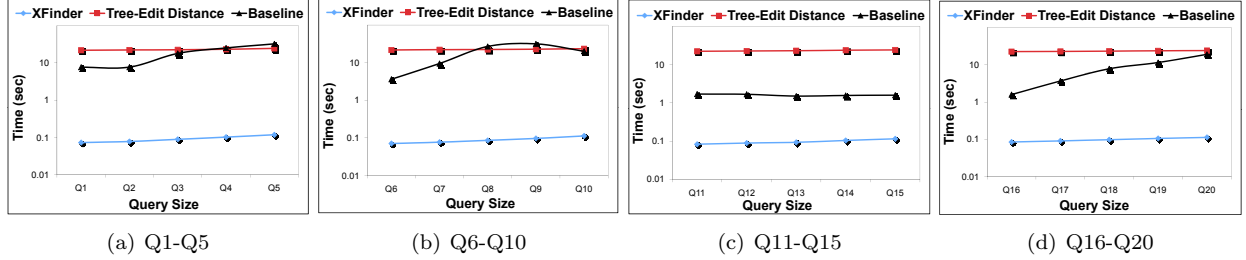 XFinder Tree-Edit Distance Baseline
Time (sec)
10
1
0.1
0.01
Q1 Q2 Q3 Q4 Q5
Query Size
(a) Q1-Q5
XFinder Tree-Edit Distance Baseline
Time (sec)
10
1
0.1
0.01
Q6 Q7 Q8 Q9 Q10
Query Size
(b) Q6-Q10
XFinder Tree-Edit Distance Baseline
Time (sec)
10
1
0.1
0.01
Q11 Q12 Q13 Q14 Q15
Query Size
(c) Q11-Q15
XFinder Tree-Edit Distance Baseline
Time (sec)
10
1
0.1
0.01
Q16 Q17 Q18 Q19 Q20
Query Size
(d) Q16-Q20